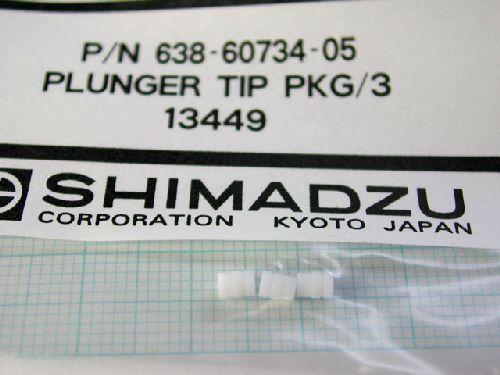 P/N 638-60734-05
PLUNGER TIP PKG/3
13449
SHIMADZU
CORPORATION KYOTO JAPAN